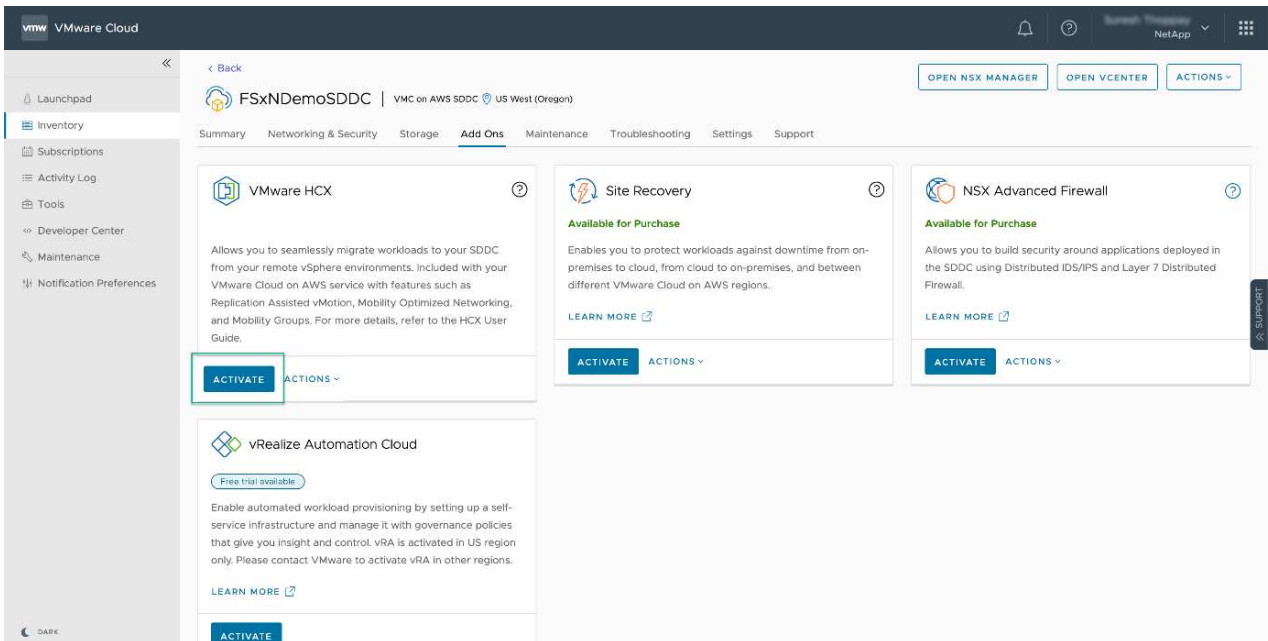 vmw VMware Cloud
NetApp
Launchpad
Inventory
Subscriptions
Activity Log
Tools
Developer Center
Maintenance
Notification Preferences
DARK
Back
FSxNDemoSDDC | VMC on AWS SDDC US West (Oregon)
OPEN NSX MANAGER OPEN VCENTER ACTIONS
Summary Networking & Security Storage Add Ons Maintenance Troubleshooting Settings Support
VMware HCX
Allows you to seamlessly migrate workloads to your SDDC
from your remote vSphere environments. Included with your
VMware Cloud on AWS service with features such as
Replication Assisted vMotion, Mobility Optimized Networking,
and Mobility Groups. For more details, refer to the HCX User
Guide.
ACTIVATE ACTIONS
Site Recovery
Available for Purchase
Enables you to protect workloads against downtime from on-
premises to cloud, from cloud to on-premises, and between
different VMware Cloud on AWS regions.
LEARN MORE
ACTIVATE ACTIONS
NSX Advanced Firewall
Available for Purchase
Allows you to build security around applications deployed in
the SDDC using Distributed IDS/IPS and Layer 7 Distributed
Firewall.
LEARN MORE
ACTIVATE ACTIONS
vRealize Automation Cloud
Free trial available
Enable automated workload provisioning by setting up a self-
service infrastructure and manage it with governance policies
that give you insight and control. vRA is activated in US region
only. Please contact VMware to activate vRA in other regions.
LEARN MORE
ACTIVATE
SUPPORT